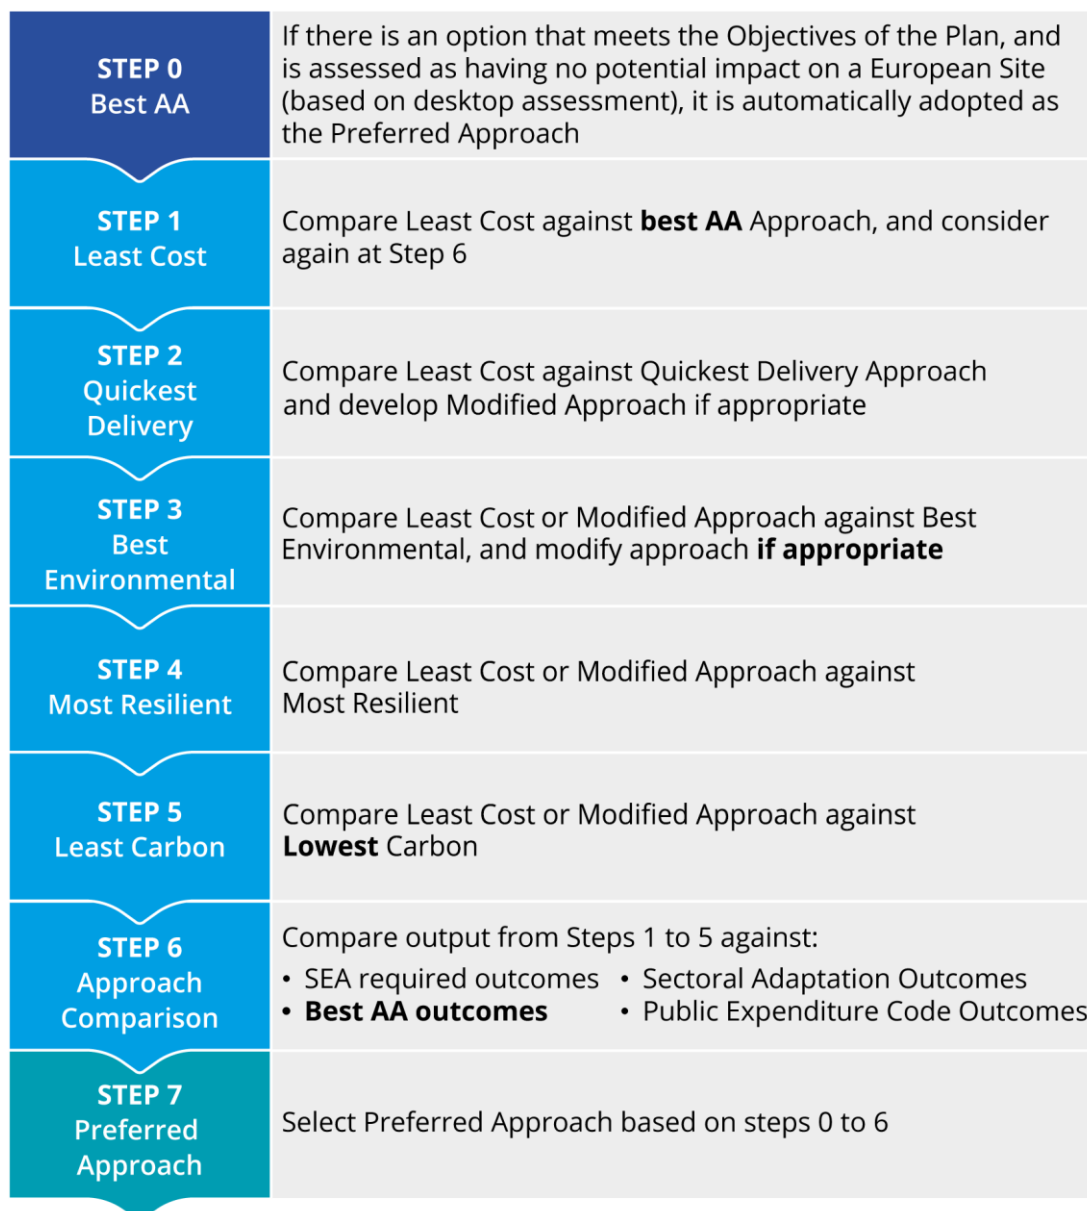 STEP 0
Best AA
If there is an option that meets the Objectives of the Plan, and
is assessed as having no potential impact on a European Site
(based on desktop assessment), it is automatically adopted as
the Preferred Approach
STEP 1
Least Cost
Compare Least Cost against best AA Approach, and consider
again at Step 6
STEP 2
Quickest
Delivery
Compare Least Cost against Quickest Delivery Approach
and develop Modified Approach if appropriate
STEP 3
Best
Environmental
Compare Least Cost or Modified Approach against Best
Environmental, and modify approach if appropriate
STEP 4
Most Resilient
Compare Least Cost or Modified Approach against
Most Resilient
STEP 5
Least Carbon
Compare Least Cost or Modified Approach against
Lowest Carbon
STEP 6
Approach
Comparison
Compare output from Steps 1 to 5 against:
• SEA required outcomes
• Best AA outcomes
• Sectoral Adaptation Outcomes
• Public Expenditure Code Outcomes
STEP 7
Preferred
Approach
Select Preferred Approach based on steps 0 to 6